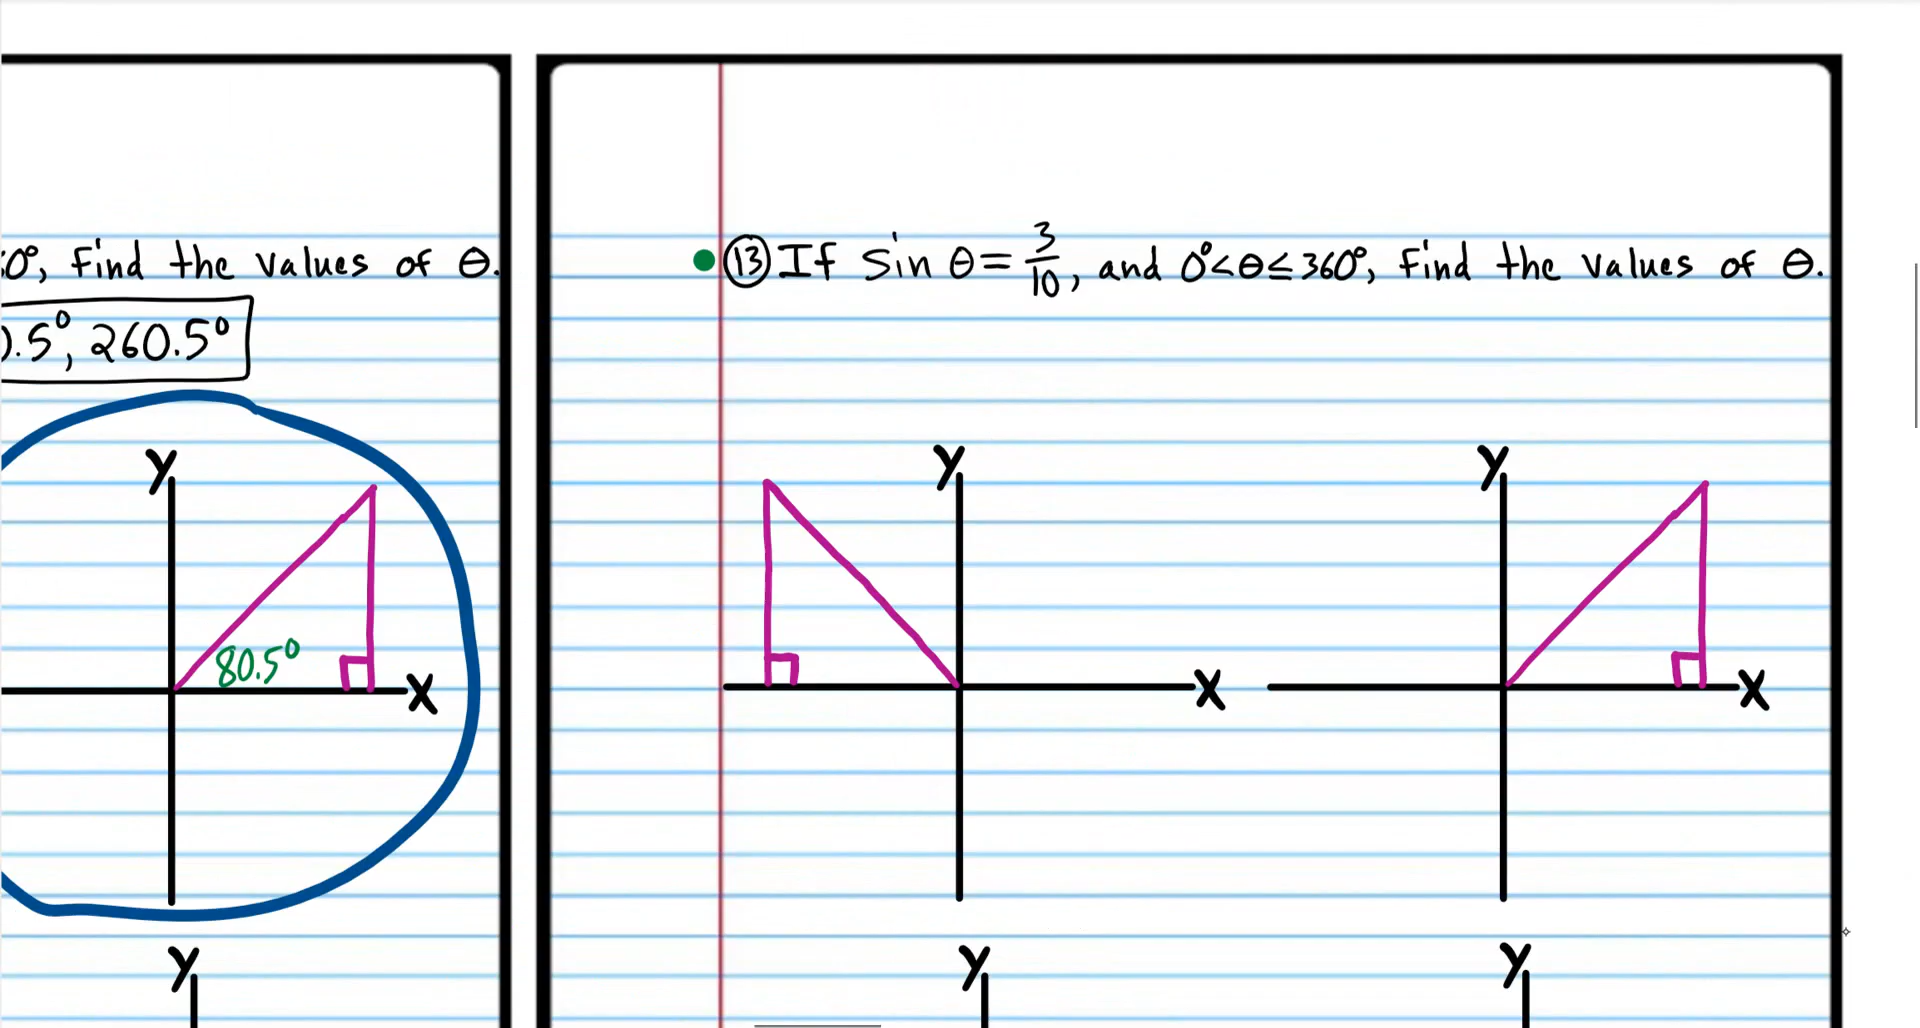 0°, find the values of θ.
.5°, 260.5°
y
80.5°
x
y
⑬ If sin θ = 3/10, and 0° < θ ≤ 360°, find the values of θ.
y
y
x
x
y
y